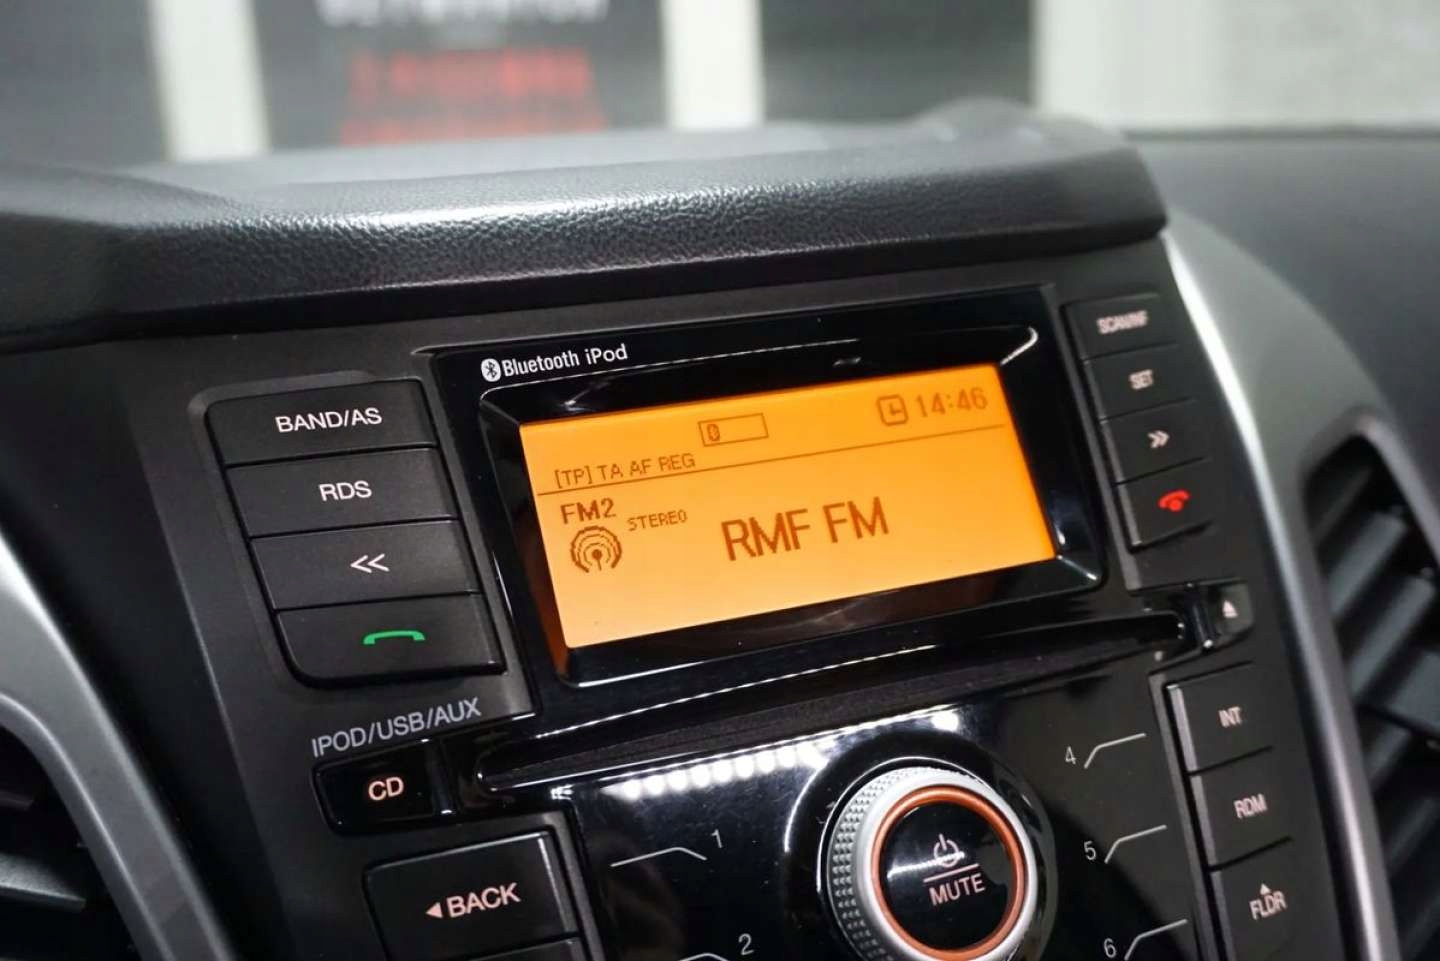 Bluetooth iPod
SCAN/INF
BAND/AS
14:46
SET
[TP] TA AF REG
RDS
FM2
STEREO
RMF FM
IPOD/USB/AUX
CD
INT
4
RDM
1
5
MUTE
BACK
FLDR
2
6